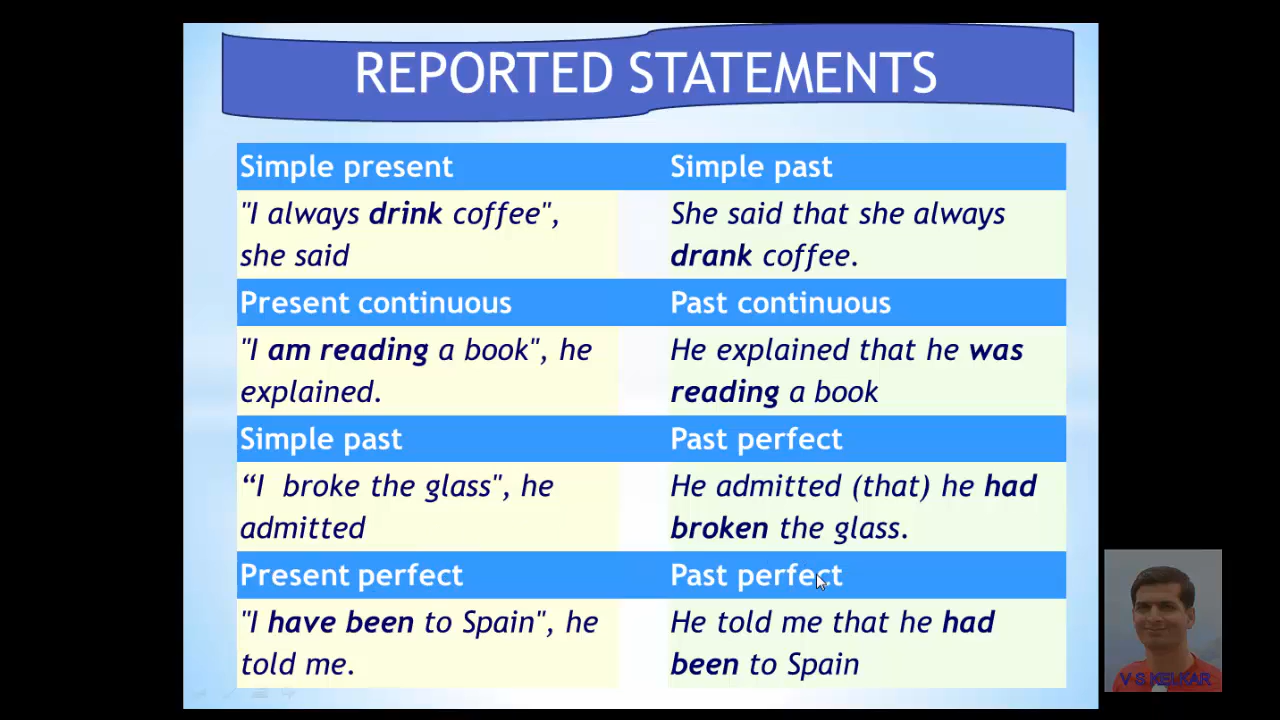 REPORTED STATEMENTS
Simple present Simple past
"I always drink coffee", She said that she always
she said drank coffee.
Present continuous Past continuous
"I am reading a book", he He explained that he was
explained. reading a book
Simple past Past perfect
“I broke the glass", he He admitted (that) he had
admitted broken the glass.
Present perfect Past perfect
"I have been to Spain", he He told me that he had
told me. been to Spain
V S KELKAR